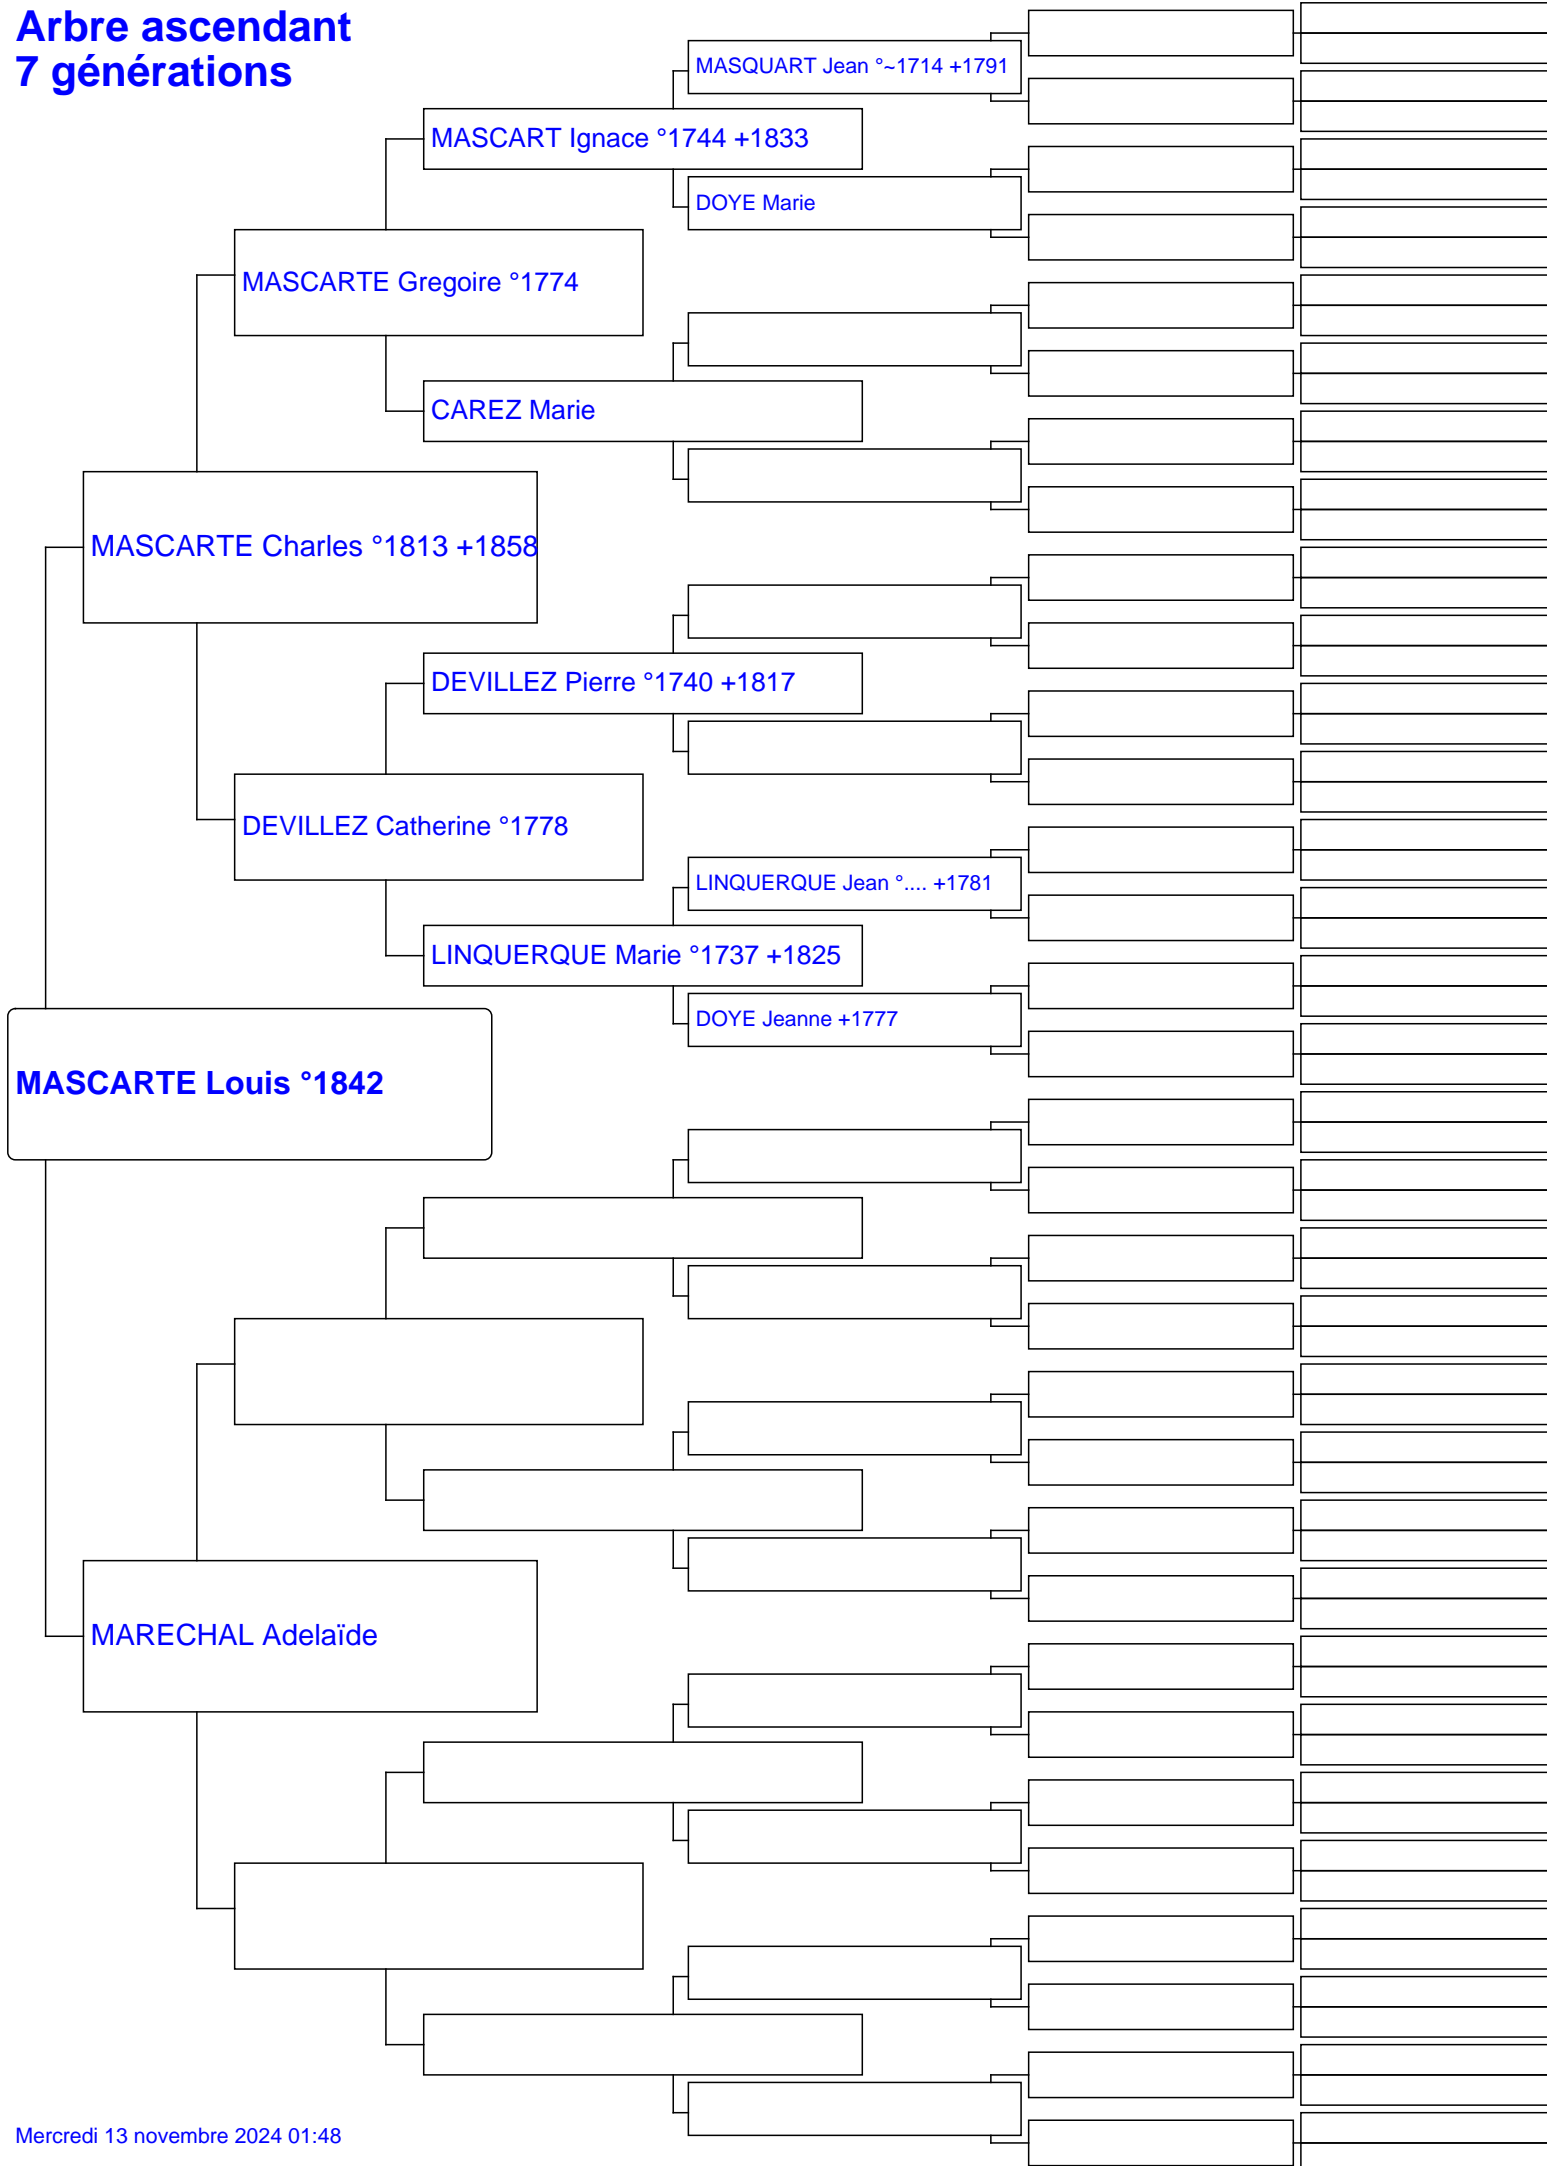 Arbre ascendant
7 générations
MASQUART Jean °~1714 +1791
MASCART Ignace °1744 +1833
DOYE Marie
MASCARTE Gregoire °1774
CAREZ Marie
MASCARTE Charles °1813 +1858
DEVILLEZ Pierre °1740 +1817
DEVILLEZ Catherine °1778
LINQUERQUE Jean °.... +1781
LINQUERQUE Marie °1737 +1825
DOYE Jeanne +1777
MASCARTE Louis °1842
MARECHAL Adelaïde
Mercredi 13 novembre 2024 01:48